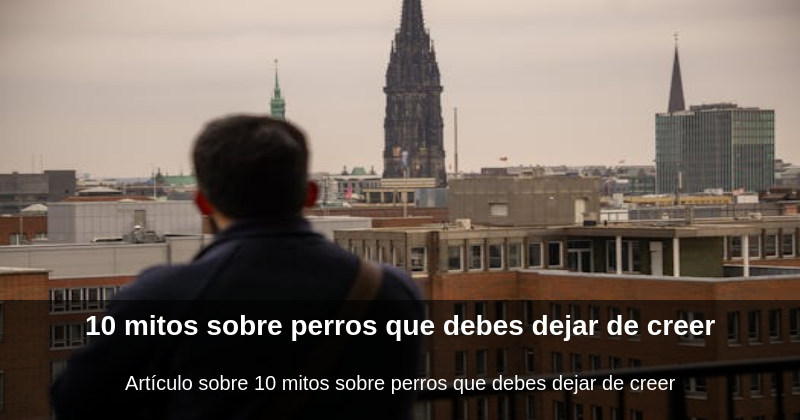 10 mitos sobre perros que debes dejar de creer
Artículo sobre 10 mitos sobre perros que debes dejar de creer